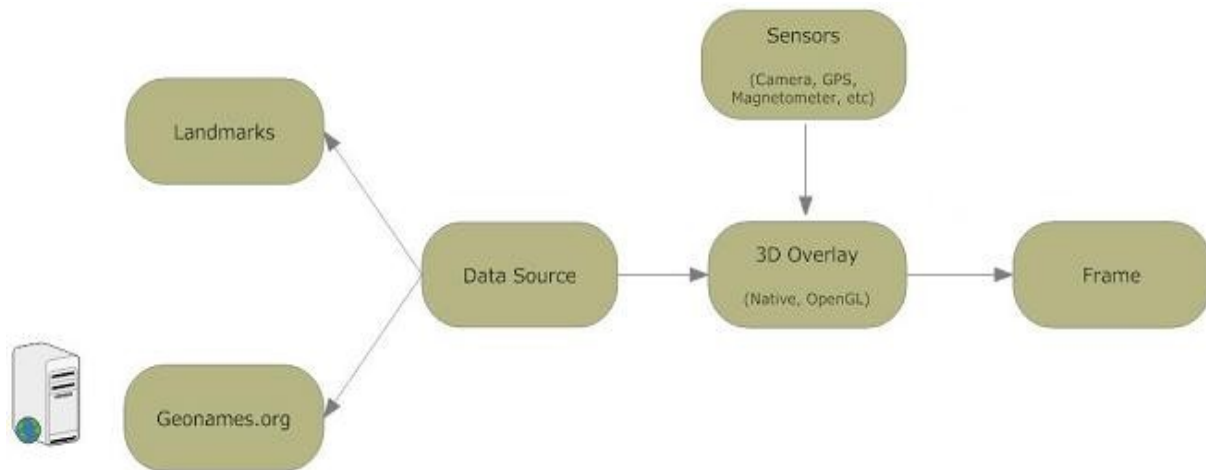 Sensors
(Camera, GPS,
Magnetometer, etc)
Landmarks
Data Source
3D Overlay
(Native, OpenGL)
Frame
Geonames.org